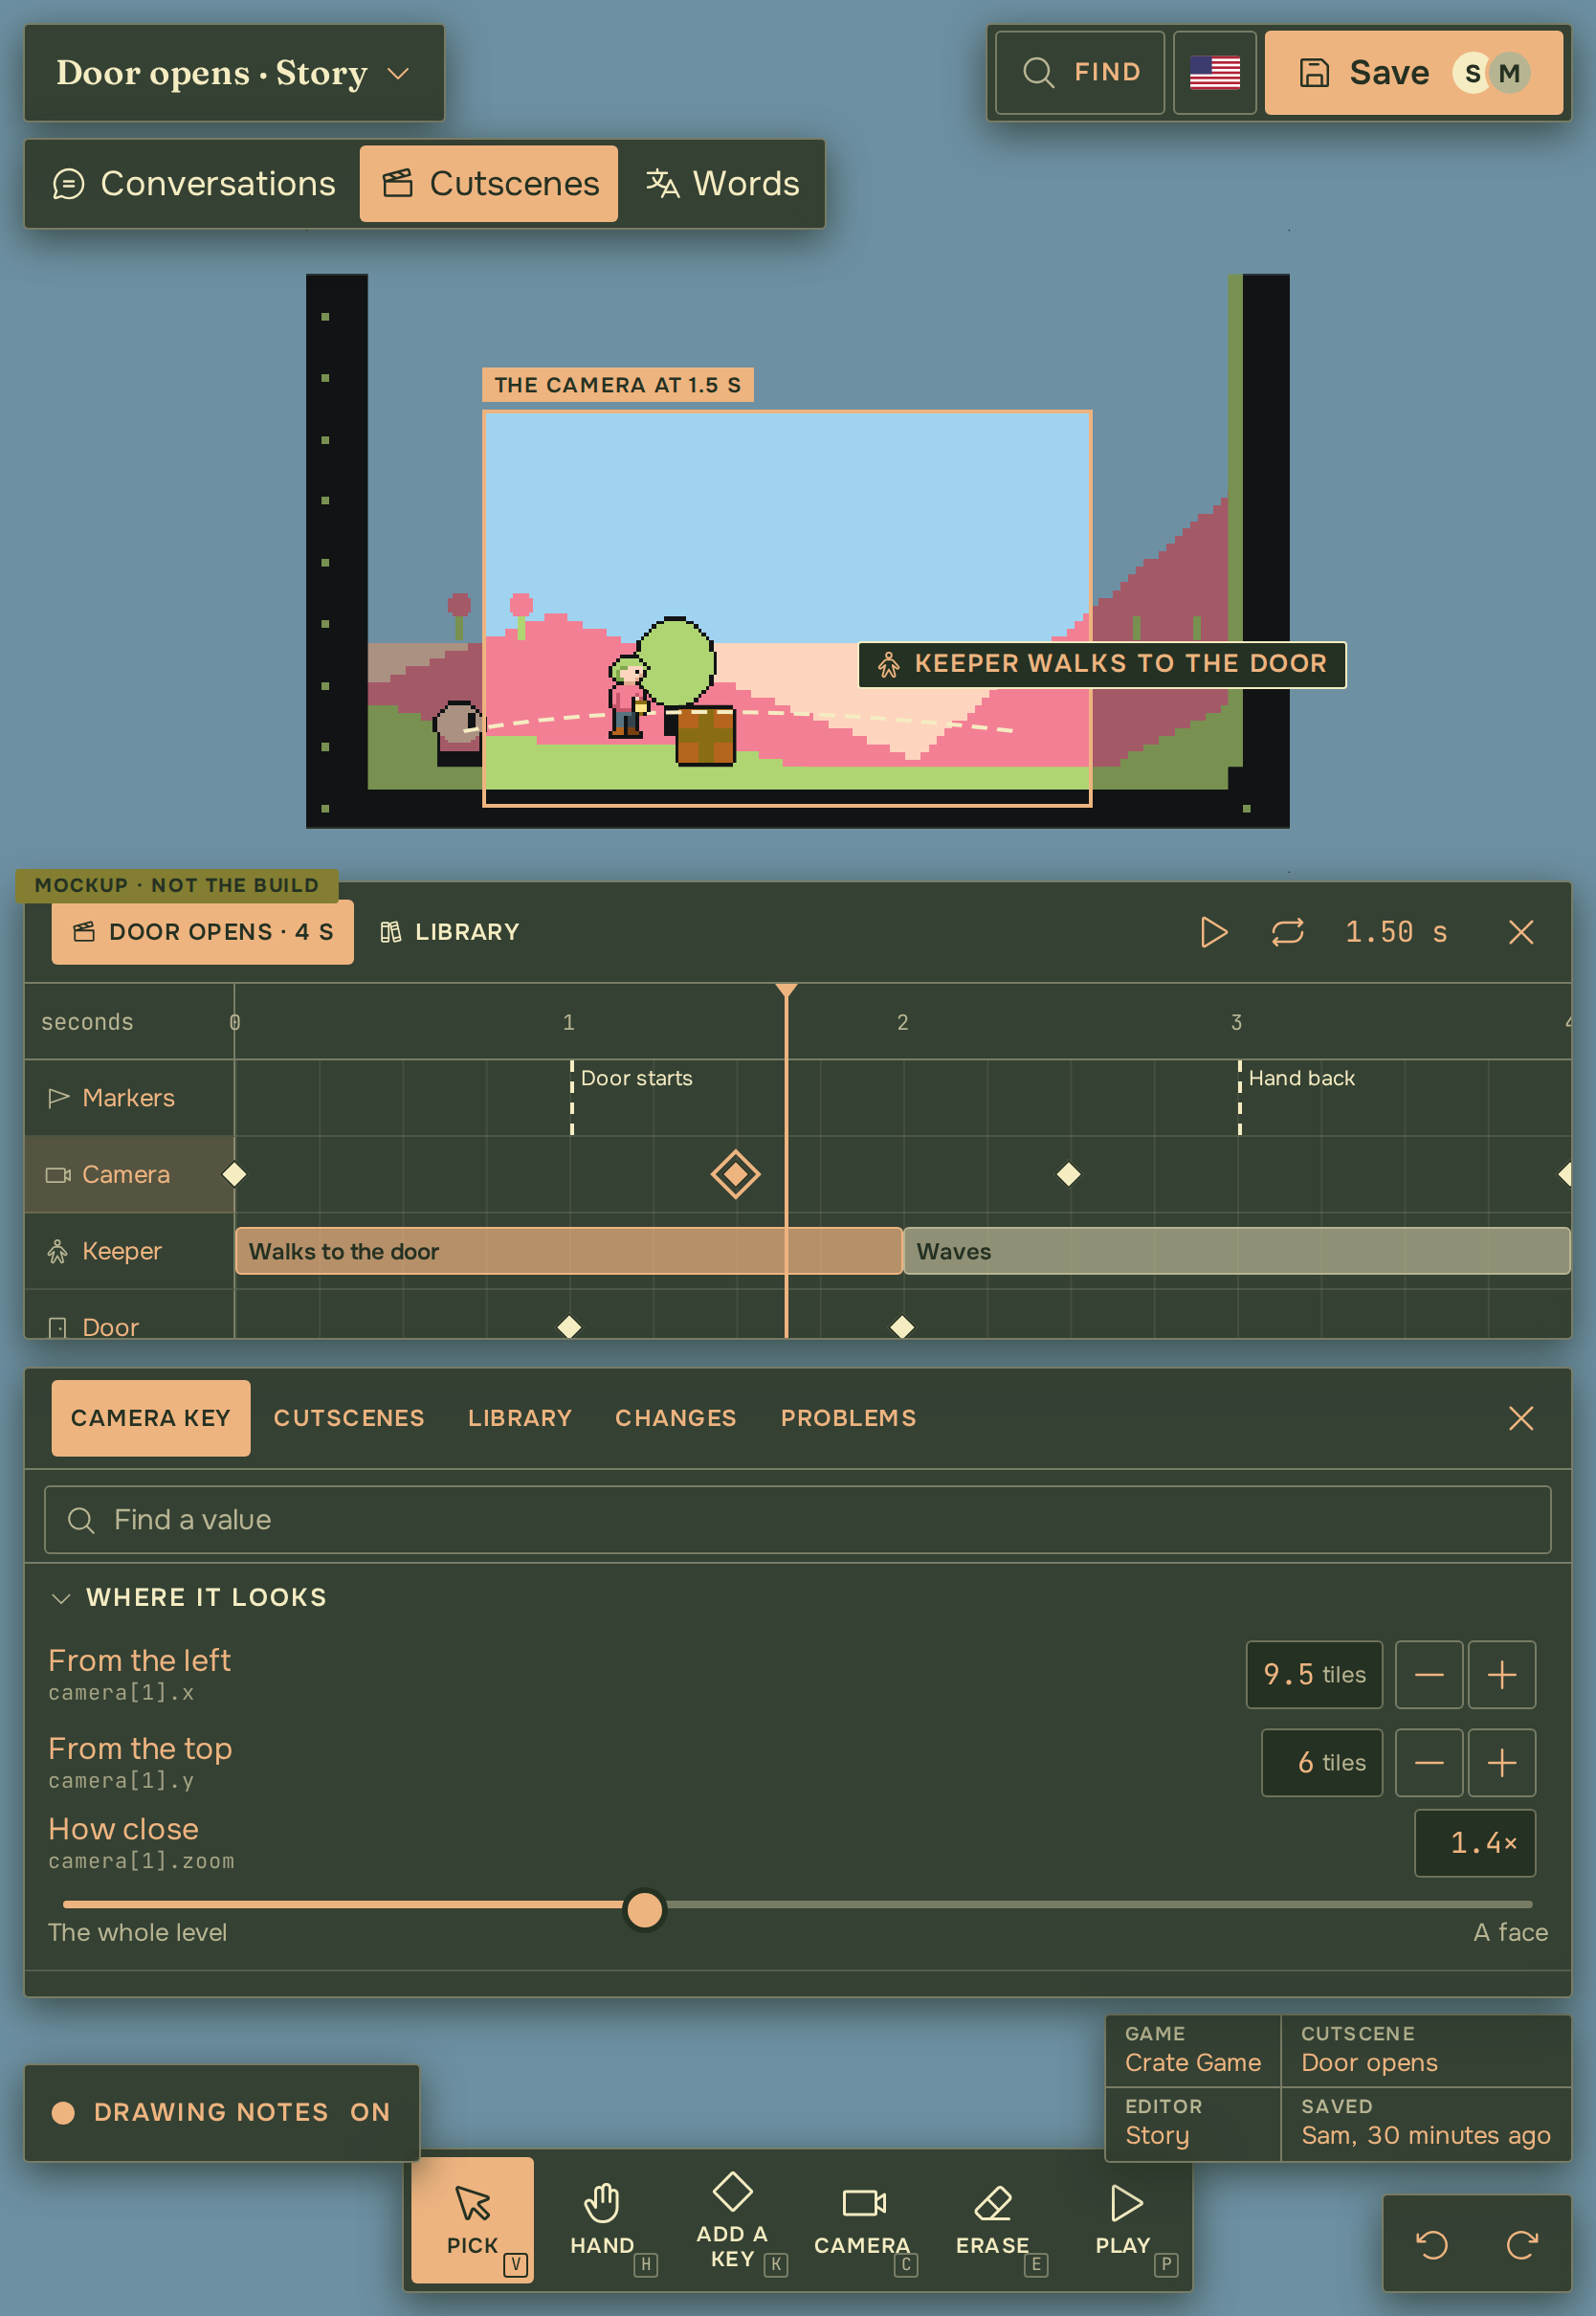 Door opens · Story
FIND
Save
S
M
Conversations
Cutscenes
Words
THE CAMERA AT 1.5 S
KEEPER WALKS TO THE DOOR
MOCKUP · NOT THE BUILD
DOOR OPENS · 4 S
LIBRARY
1.50 s
seconds
0
1
2
3
4
Markers
Door starts
Hand back
Camera
Keeper
Walks to the door
Waves
Door
CAMERA KEY
CUTSCENES
LIBRARY
CHANGES
PROBLEMS
Find a value
WHERE IT LOOKS
From the left
camera[1].x
9.5 tiles
From the top
camera[1].y
6 tiles
How close
camera[1].zoom
1.4×
The whole level
A face
GAME
Crate Game
CUTSCENE
Door opens
EDITOR
Story
SAVED
Sam, 30 minutes ago
DRAWING NOTES ON
PICK
V
HAND
H
ADD A
KEY
K
CAMERA
C
ERASE
E
PLAY
P